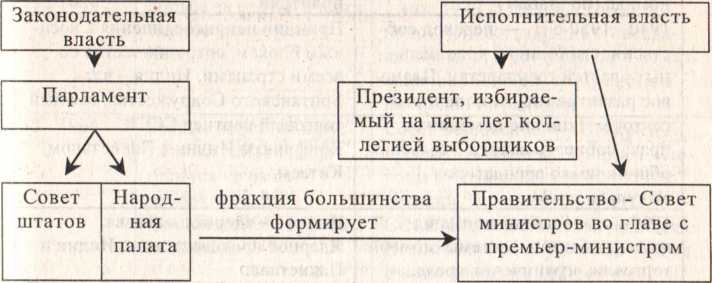 Законодательная
власть
Исполнительная власть
Парламент
Президент, избирае-
мый на пять лет кол-
легией выборщиков
Совет
штатов
Народ-
ная
палата
фракция большинства
формирует
Правительство – Совет
министров во главе с
премьер-министром